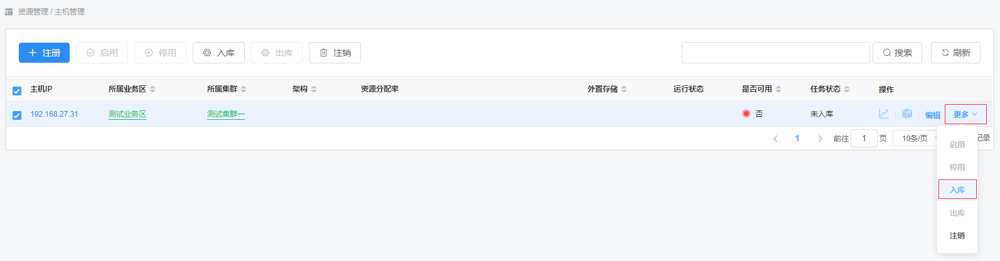 资源管理 / 主机管理
注册 启用 停用 入库 出库 注销 搜索 刷新
主机IP 所属业务区 所属集群 架构 资源分配率 外置存储 运行状态 是否可用 任务状态 操作
192.168.27.31 测试业务区 测试集群一 否 未入库 编辑 更多
1 前往 1 页 10条/页 记录
启用
停用
入库
出库
注销